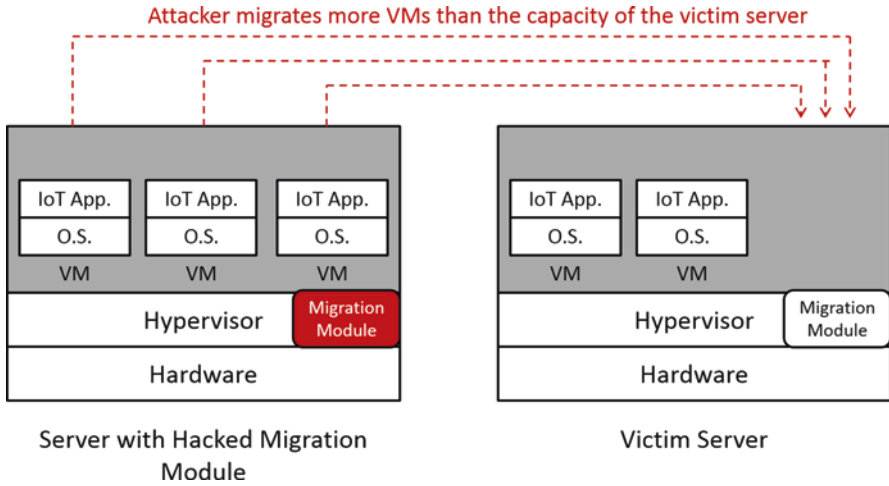 Attacker migrates more VMs than the capacity of the victim server
IoT App.
IoT App.
IoT App.
O.S.
O.S.
O.S.
VM
VM
VM
Hypervisor
Migration
Module
Hardware
Server with Hacked Migration
Module
IoT App.
IoT App.
O.S.
O.S.
VM
VM
Hypervisor
Migration
Module
Hardware
Victim Server